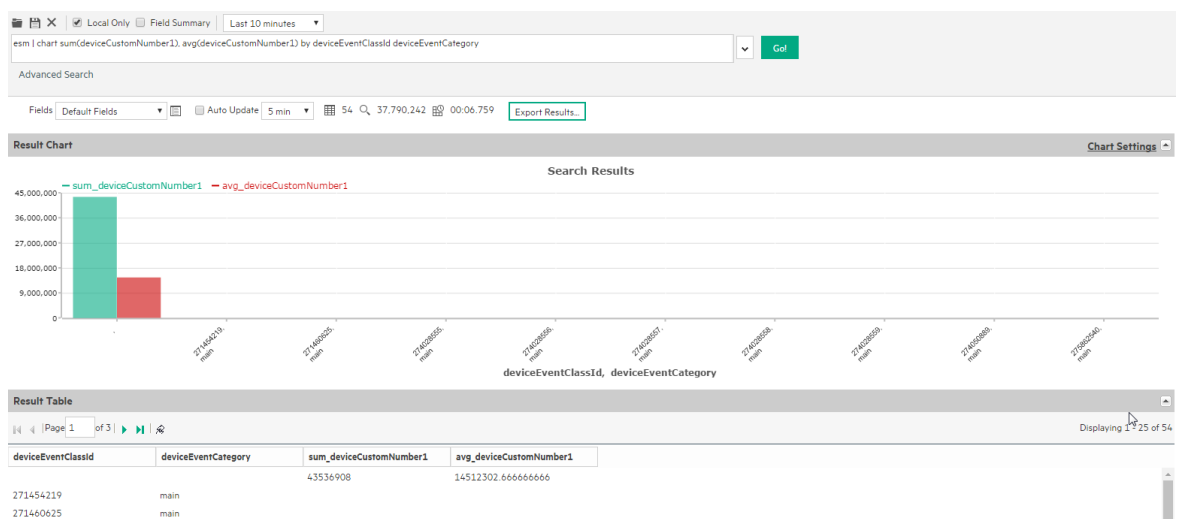 Local Only Field Summary Last 10 minutes
esm | chart sum(deviceCustomNumber1), avg(deviceCustomNumber1) by deviceEventClassId deviceEventCategory
Go!
Advanced Search
Fields Default Fields Auto Update 5 min 54 37,790,242 00:06.759 Export Results...
Result Chart Chart Settings
Search Results
sum_deviceCustomNumber1 avg_deviceCustomNumber1
45,000,000
36,000,000
27,000,000
18,000,000
9,000,000
0
,
271454219, main
271460625, main
274028555, main
274028556, main
274028557, main
274028558, main
274028559, main
274050889, main
275862540, main
deviceEventClassId, deviceEventCategory
Result Table
Page 1 of 3 Displaying 1 - 25 of 54
deviceEventClassId deviceEventCategory sum_deviceCustomNumber1 avg_deviceCustomNumber1
43536908 14512302.666666666
271454219 main
271460625 main